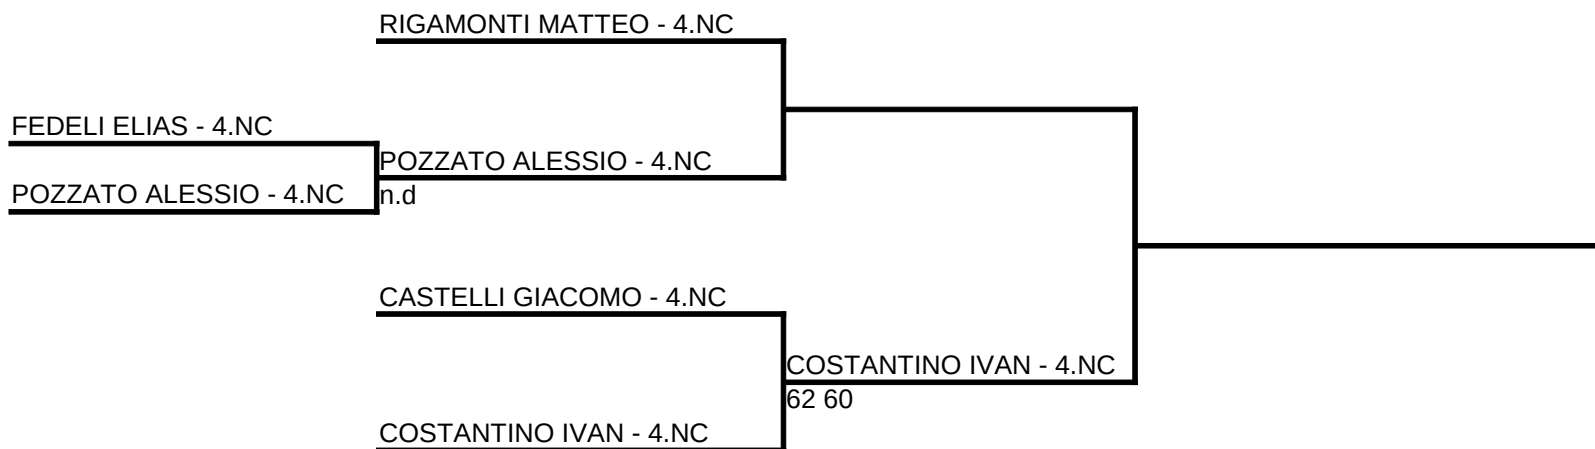 RIGAMONTI MATTEO - 4.NC
FEDELI ELIAS - 4.NC
POZZATO ALESSIO - 4.NC
POZZATO ALESSIO - 4.NC
n.d
CASTELLI GIACOMO - 4.NC
COSTANTINO IVAN - 4.NC
62 60
COSTANTINO IVAN - 4.NC